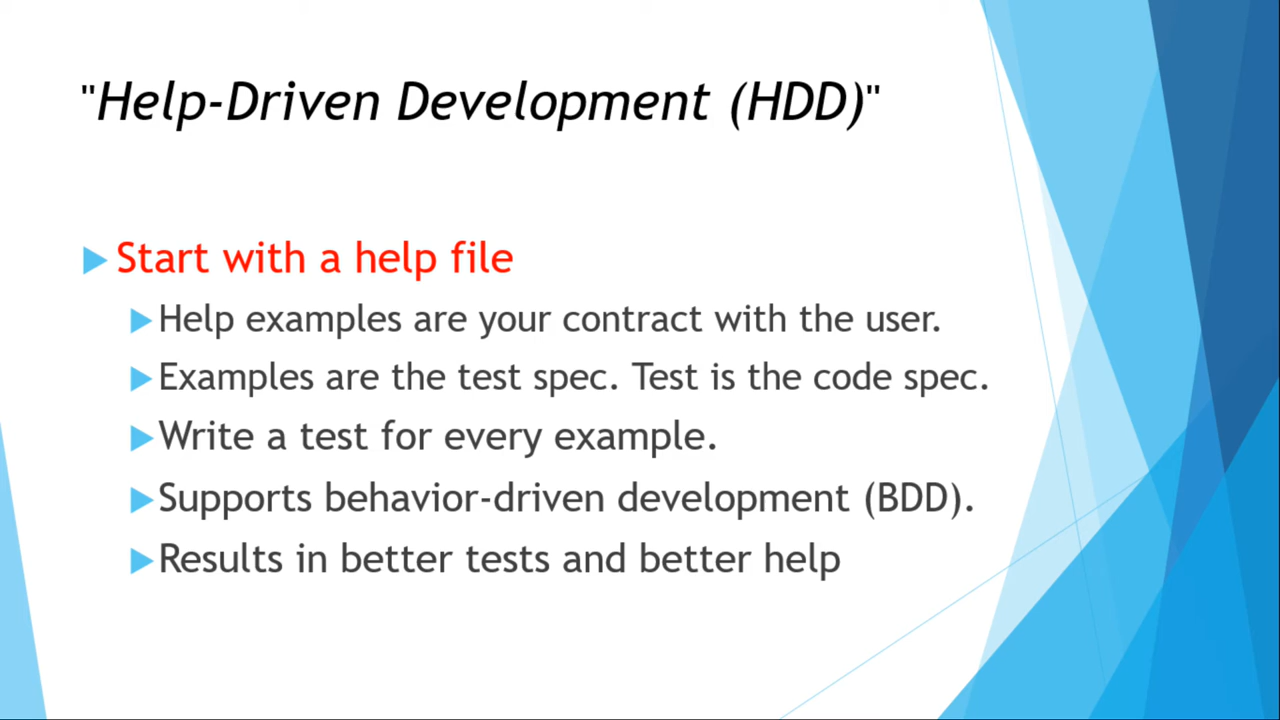 "Help-Driven Development (HDD)"
Start with a help file
Help examples are your contract with the user.
Examples are the test spec. Test is the code spec.
Write a test for every example.
Supports behavior-driven development (BDD).
Results in better tests and better help